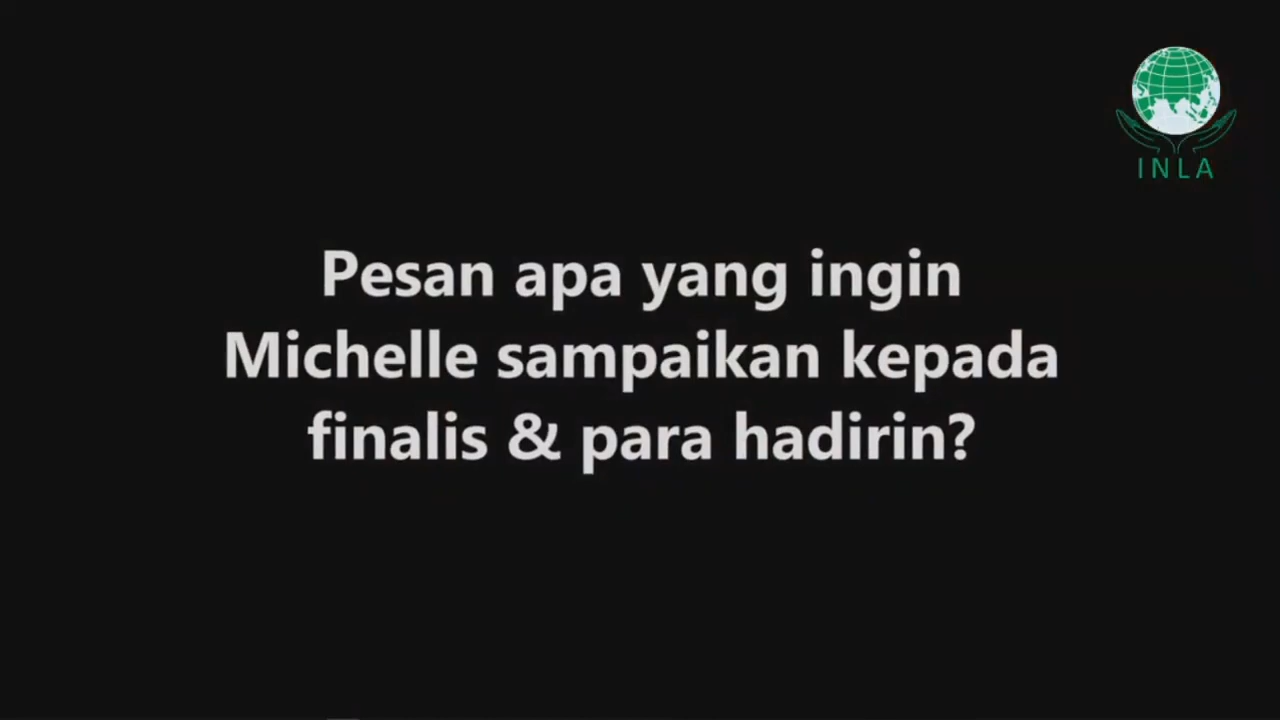 INLA
Pesan apa yang ingin
Michelle sampaikan kepada
finalis & para hadirin?